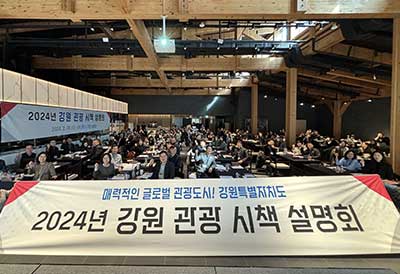 2024년 강원 관광 시책 설명회
매력적인 글로벌 관광도시! 강원특별자치도
2024년 강원 관광 시책 설명회